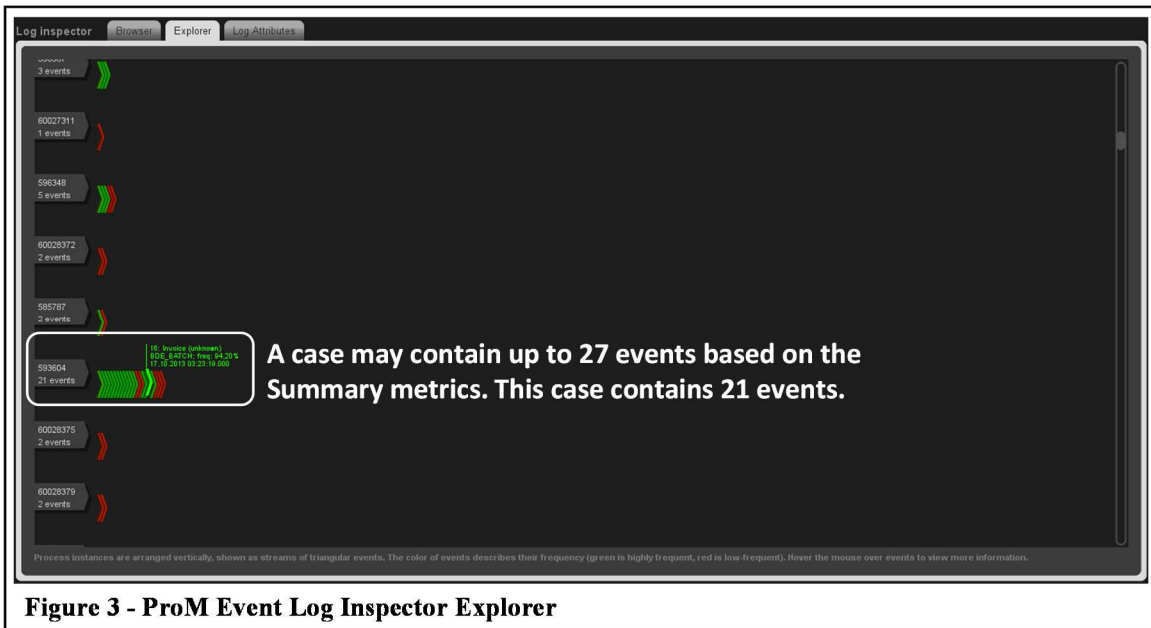 Log inspector Browser Explorer Log Attributes
3 events
60027311
1 events
596348
5 events
60028372
2 events
585787
2 events
16: Invoice (unknown)
BDE_BATCH; freq: 94,20%
17.10.2013 03:23:19.000
593604
21 events
A case may contain up to 27 events based on the
Summary metrics. This case contains 21 events.
60028375
2 events
60028379
2 events
Process instances are arranged vertically, shown as streams of triangular events. The color of events describes their frequency (green is highly frequent, red is low-frequent). Hover the mouse over events to view more information.
Figure 3 - ProM Event Log Inspector Explorer